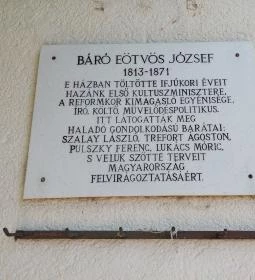 BÁRÓ EÖTVÖS JÓZSEF
1813-1871
E HÁZBAN TÖLTÖTTE IFJÚKORI ÉVEIT
HAZÁNK ELSŐ KULTUSZMINISZTERE,
A REFORMKOR KIMAGASLÓ EGYÉNISÉGE,
ÍRÓ, KÖLTŐ, MŰVELŐDÉSPOLITIKUS.
ITT LÁTOGATTÁK MEG
HALADÓ GONDOLKODÁSÚ BARÁTAI:
SZALAY LÁSZLÓ, TREFORT ÁGOSTON,
PULSZKY FERENC, LUKÁCS MÓRIC,
S VELÜK SZŐTTE TERVEIT
MAGYARORSZÁG
FELVIRÁGOZTATÁSÁÉRT.